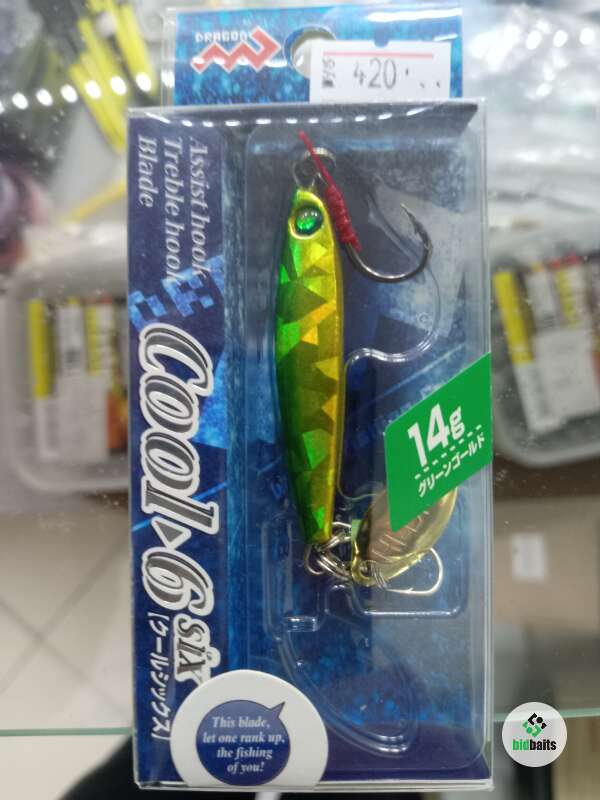 DRAGON
420
Assist hook
Treble hook
Blade
Cool▶6 six
［クールシックス］
14g
グリーンゴールド
This blade,
let one rank up,
the fishing
of you!
bidbaits